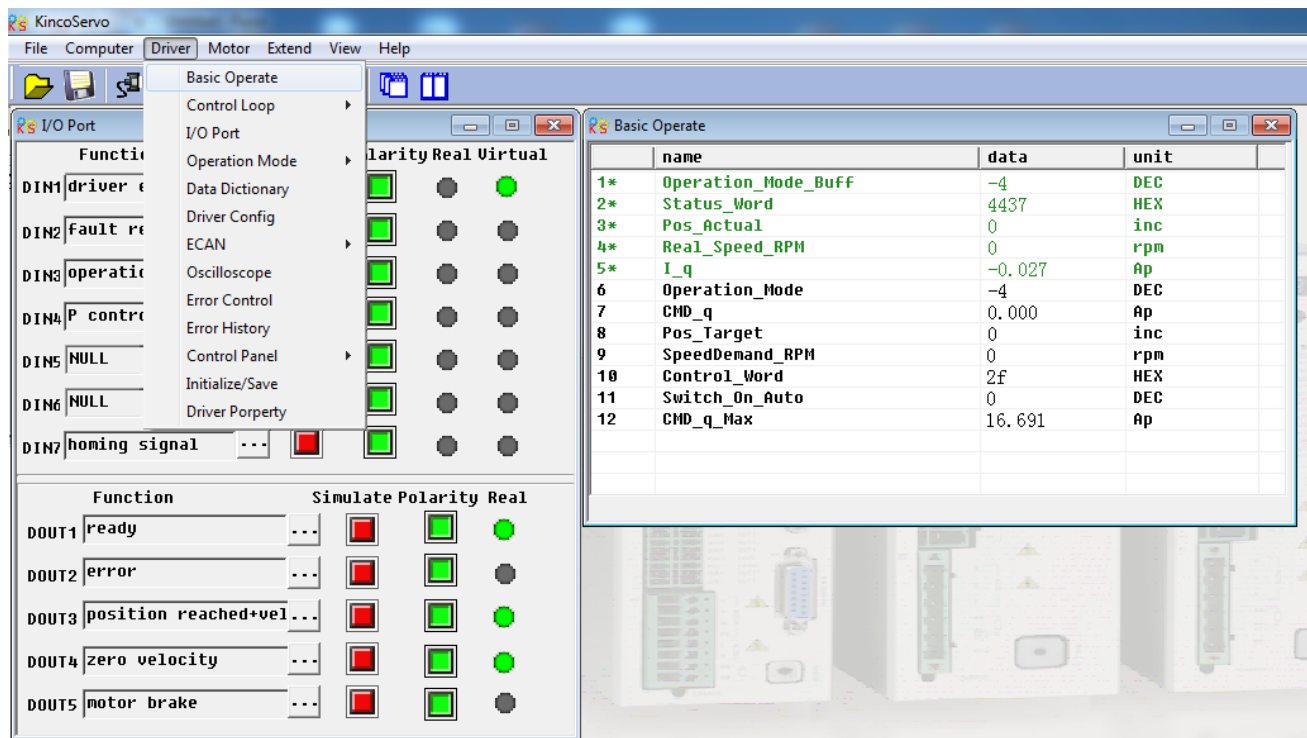 KincoServo
File Computer Driver Motor Extend View Help
Basic Operate
Control Loop
I/O Port
Operation Mode
Data Dictionary
Driver Config
ECAN
Oscilloscope
Error Control
Error History
Control Panel
Initialize/Save
Driver Porperty
I/O Port
Functi larity Real Virtual
DIN1 driver e
DIN2 fault re
DIN3 operatio
DIN4 P contro
DIN5 NULL
DIN6 NULL
DIN7 homing signal ...
Function Simulate Polarity Real
DOUT1 ready ...
DOUT2 error ...
DOUT3 position reached+vel ...
DOUT4 zero velocity ...
DOUT5 motor brake ...
Basic Operate
name data unit
1* Operation_Mode_Buff -4 DEC
2* Status_Word 4437 HEX
3* Pos_Actual 0 inc
4* Real_Speed_RPM 0 rpm
5* I_q -0.027 Ap
6 Operation_Mode -4 DEC
7 CMD_q 0.000 Ap
8 Pos_Target 0 inc
9 SpeedDemand_RPM 0 rpm
10 Control_Word 2f HEX
11 Switch_On_Auto 0 DEC
12 CMD_q_Max 16.691 Ap